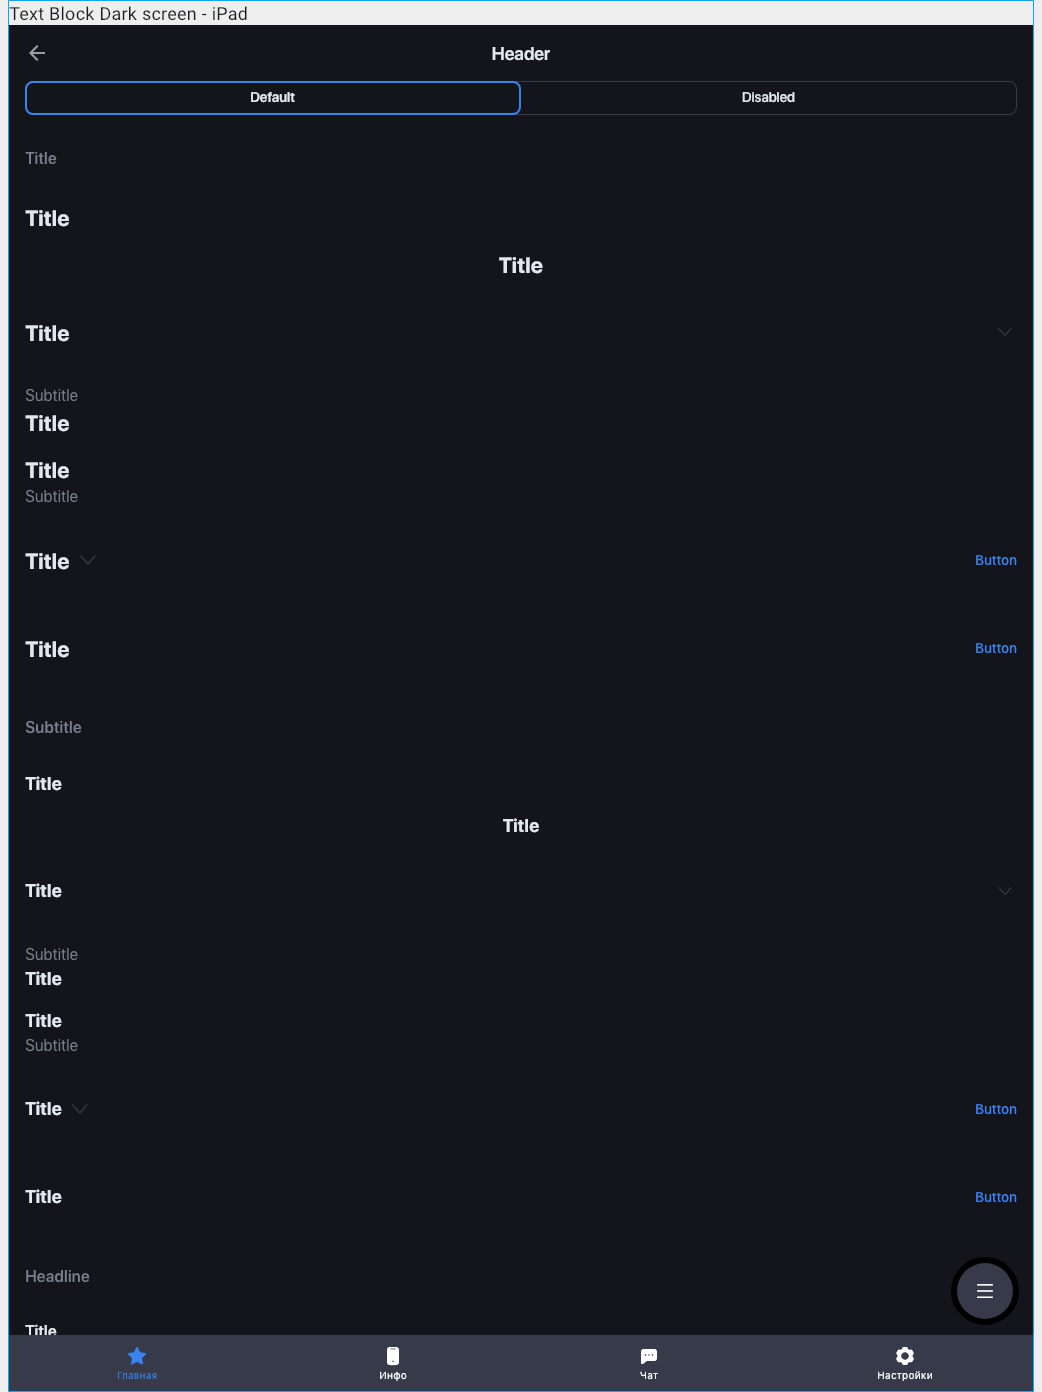 Text Block Dark screen - iPad
Header
Default Disabled
Title
Title
Title
Title
Subtitle
Title
Title
Subtitle
Title Button
Title Button
Subtitle
Title
Title
Title
Subtitle
Title
Title
Subtitle
Title Button
Title Button
Headline
Title
Главная Инфо Чат Настройки